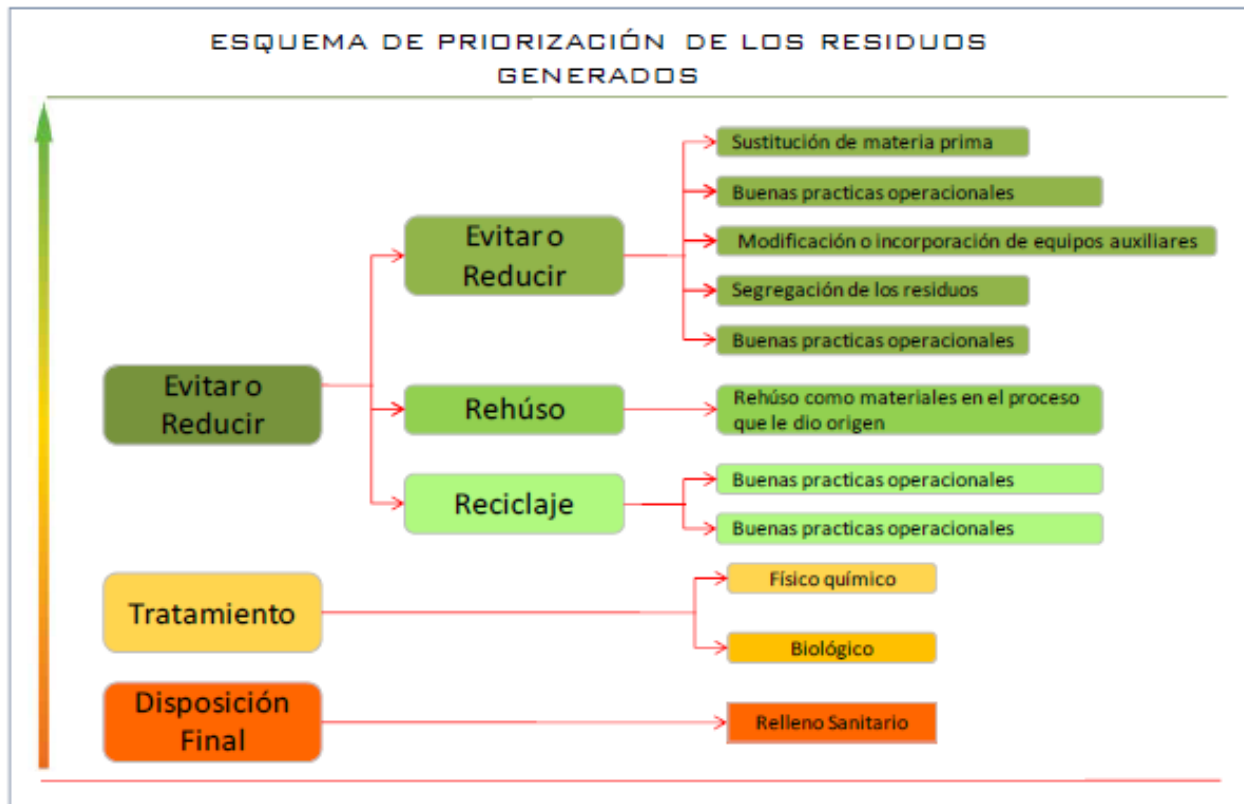 ESQUEMA DE PRIORIZACIÓN DE LOS RESIDUOS
GENERADOS
Sustitución de materia prima
Buenas practicas operacionales
Evitar o
Reducir
Modificación o incorporación de equipos auxiliares
Segregación de los residuos
Buenas practicas operacionales
Evitar o
Reducir
Rehúso
Rehúso como materiales en el proceso
que le dio origen
Reciclaje
Buenas practicas operacionales
Buenas practicas operacionales
Tratamiento
Físico químico
Biológico
Disposición
Final
Relleno Sanitario